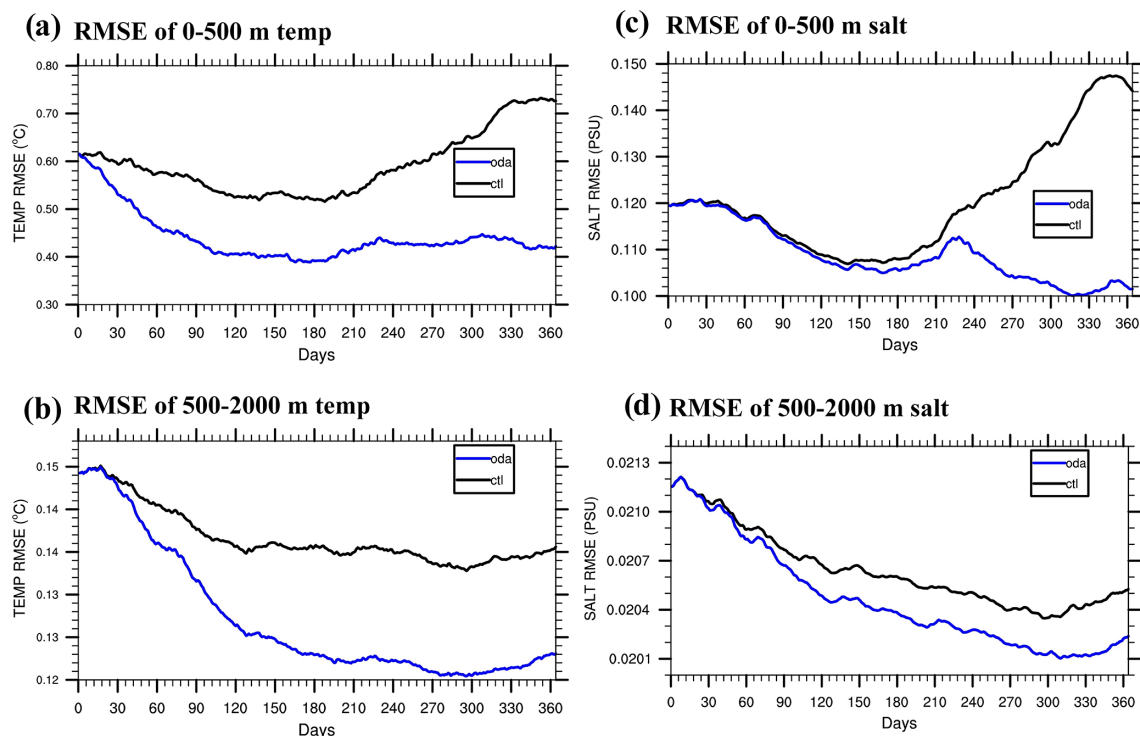 (a) RMSE of 0-500 m temp
0.80
0.70
0.60
0.50
0.40
0.30
TEMP RMSE (°C)
oda
ctl
0 30 60 90 120 150 180 210 240 270 300 330 360
Days
(c) RMSE of 0-500 m salt
0.150
0.140
0.130
0.120
0.110
0.100
SALT RMSE (PSU)
oda
ctl
0 30 60 90 120 150 180 210 240 270 300 330 360
Days
(b) RMSE of 500-2000 m temp
0.15
0.14
0.14
0.13
0.13
0.12
TEMP RMSE (°C)
oda
ctl
0 30 60 90 120 150 180 210 240 270 300 330 360
Days
(d) RMSE of 500-2000 m salt
0.0213
0.0210
0.0207
0.0204
0.0201
SALT RMSE (PSU)
oda
ctl
0 30 60 90 120 150 180 210 240 270 300 330 360
Days